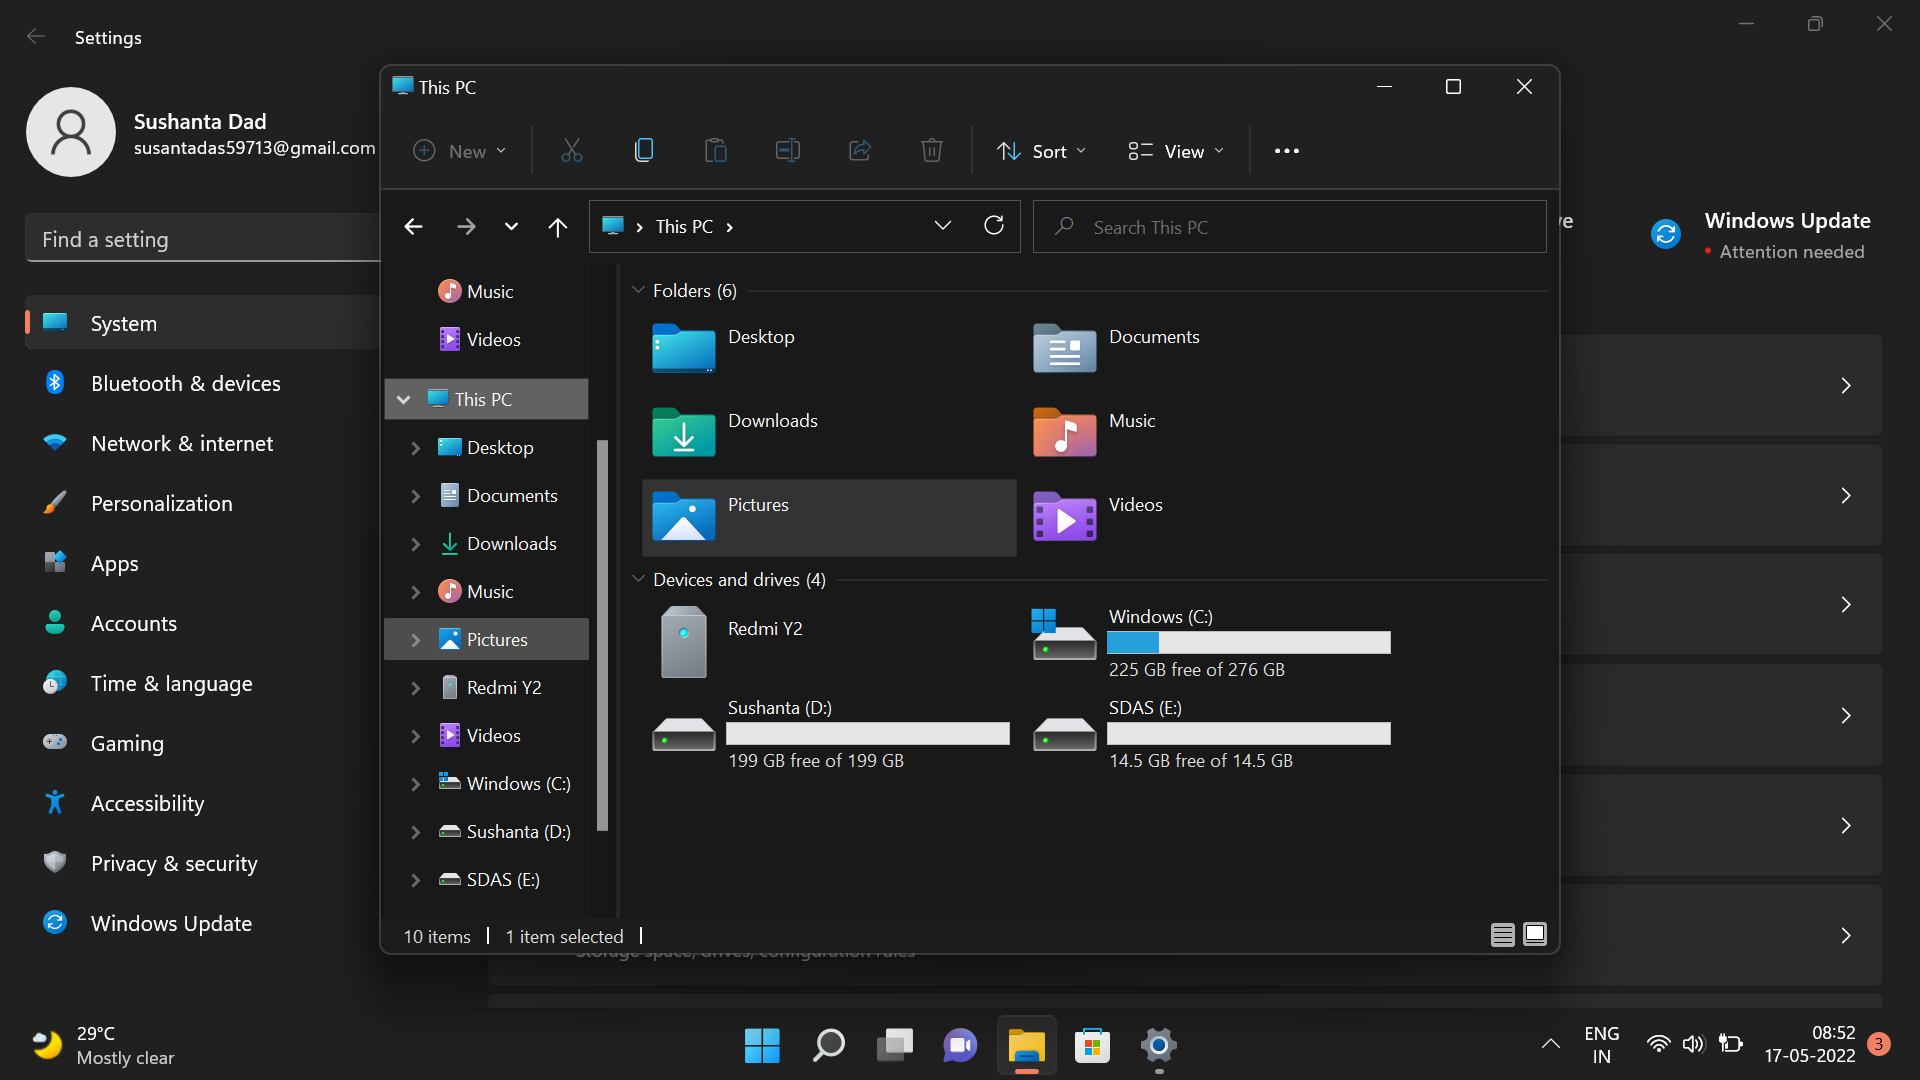 Settings
Sushanta Dad
susantadas59713@gmail.com
Find a setting
System
Bluetooth & devices
Network & internet
Personalization
Apps
Accounts
Time & language
Gaming
Accessibility
Privacy & security
Windows Update
This PC
New
Sort
View
This PC
Search This PC
Music
Videos
This PC
Desktop
Documents
Downloads
Music
Pictures
Redmi Y2
Videos
Windows (C:)
Sushanta (D:)
SDAS (E:)
Folders (6)
Desktop
Documents
Downloads
Music
Pictures
Videos
Devices and drives (4)
Redmi Y2
Windows (C:)
225 GB free of 276 GB
Sushanta (D:)
199 GB free of 199 GB
SDAS (E:)
14.5 GB free of 14.5 GB
10 items
1 item selected
Storage space, drives, configuration rules
Windows Update
Attention needed
29°C
Mostly clear
ENG
IN
08:52
17-05-2022
3